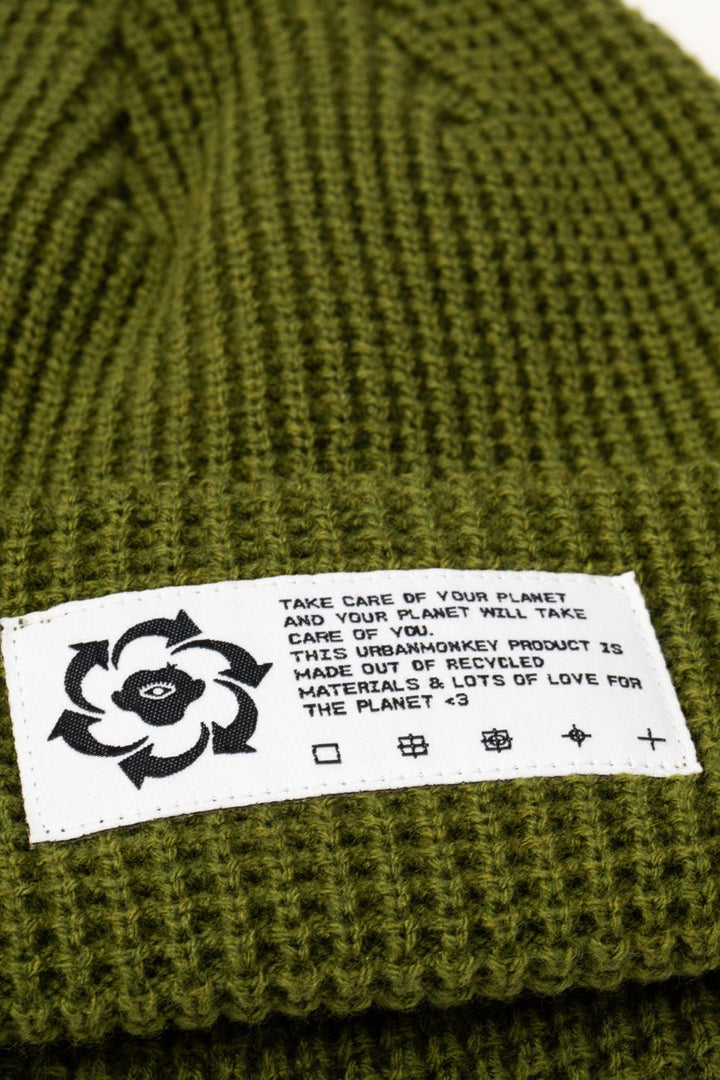 TAKE CARE OF YOUR PLANET
AND YOUR PLANET WILL TAKE
CARE OF YOU.
THIS URBANMONKEY PRODUCT IS
MADE OUT OF RECYCLED
MATERIALS & LOTS OF LOVE FOR
THE PLANET <3